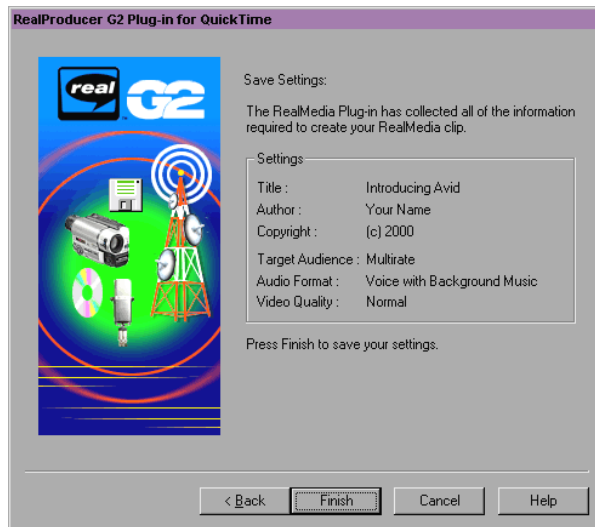 RealProducer G2 Plug-in for QuickTime
real
G2
Save Settings:
The RealMedia Plug-in has collected all of the information
required to create your RealMedia clip.
Settings
Title : Introducing Avid
Author : Your Name
Copyright : (c) 2000
Target Audience : Multirate
Audio Format : Voice with Background Music
Video Quality : Normal
Press Finish to save your settings.
< Back Finish Cancel Help